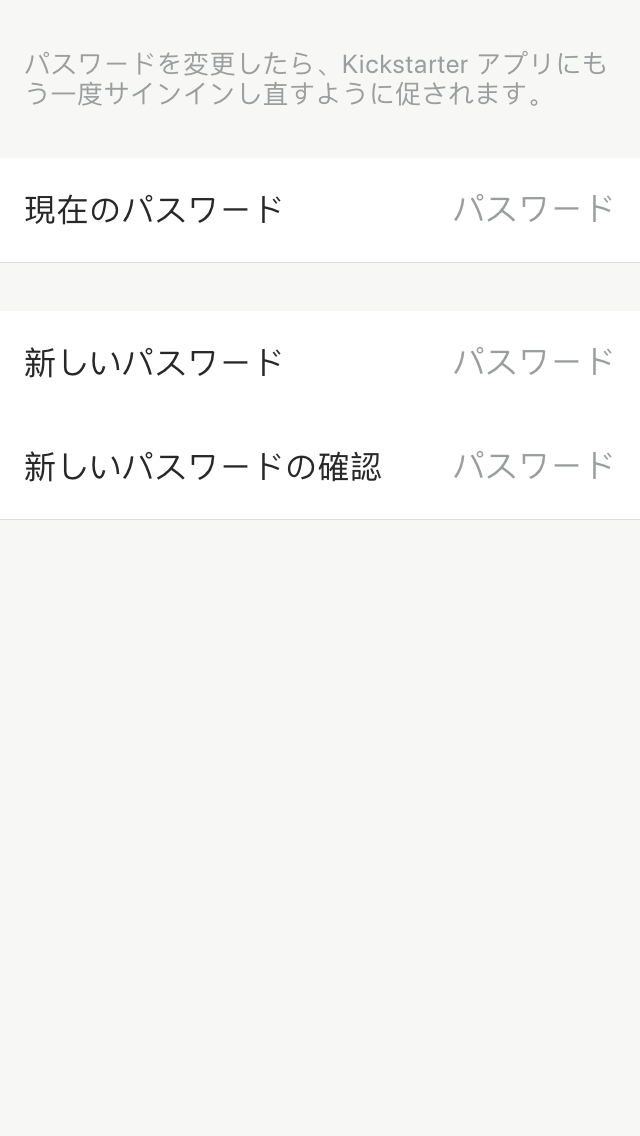 パスワードを変更したら、Kickstarter アプリにも
う一度サインインし直すように促されます。
現在のパスワード パスワード
新しいパスワード パスワード
新しいパスワードの確認 パスワード